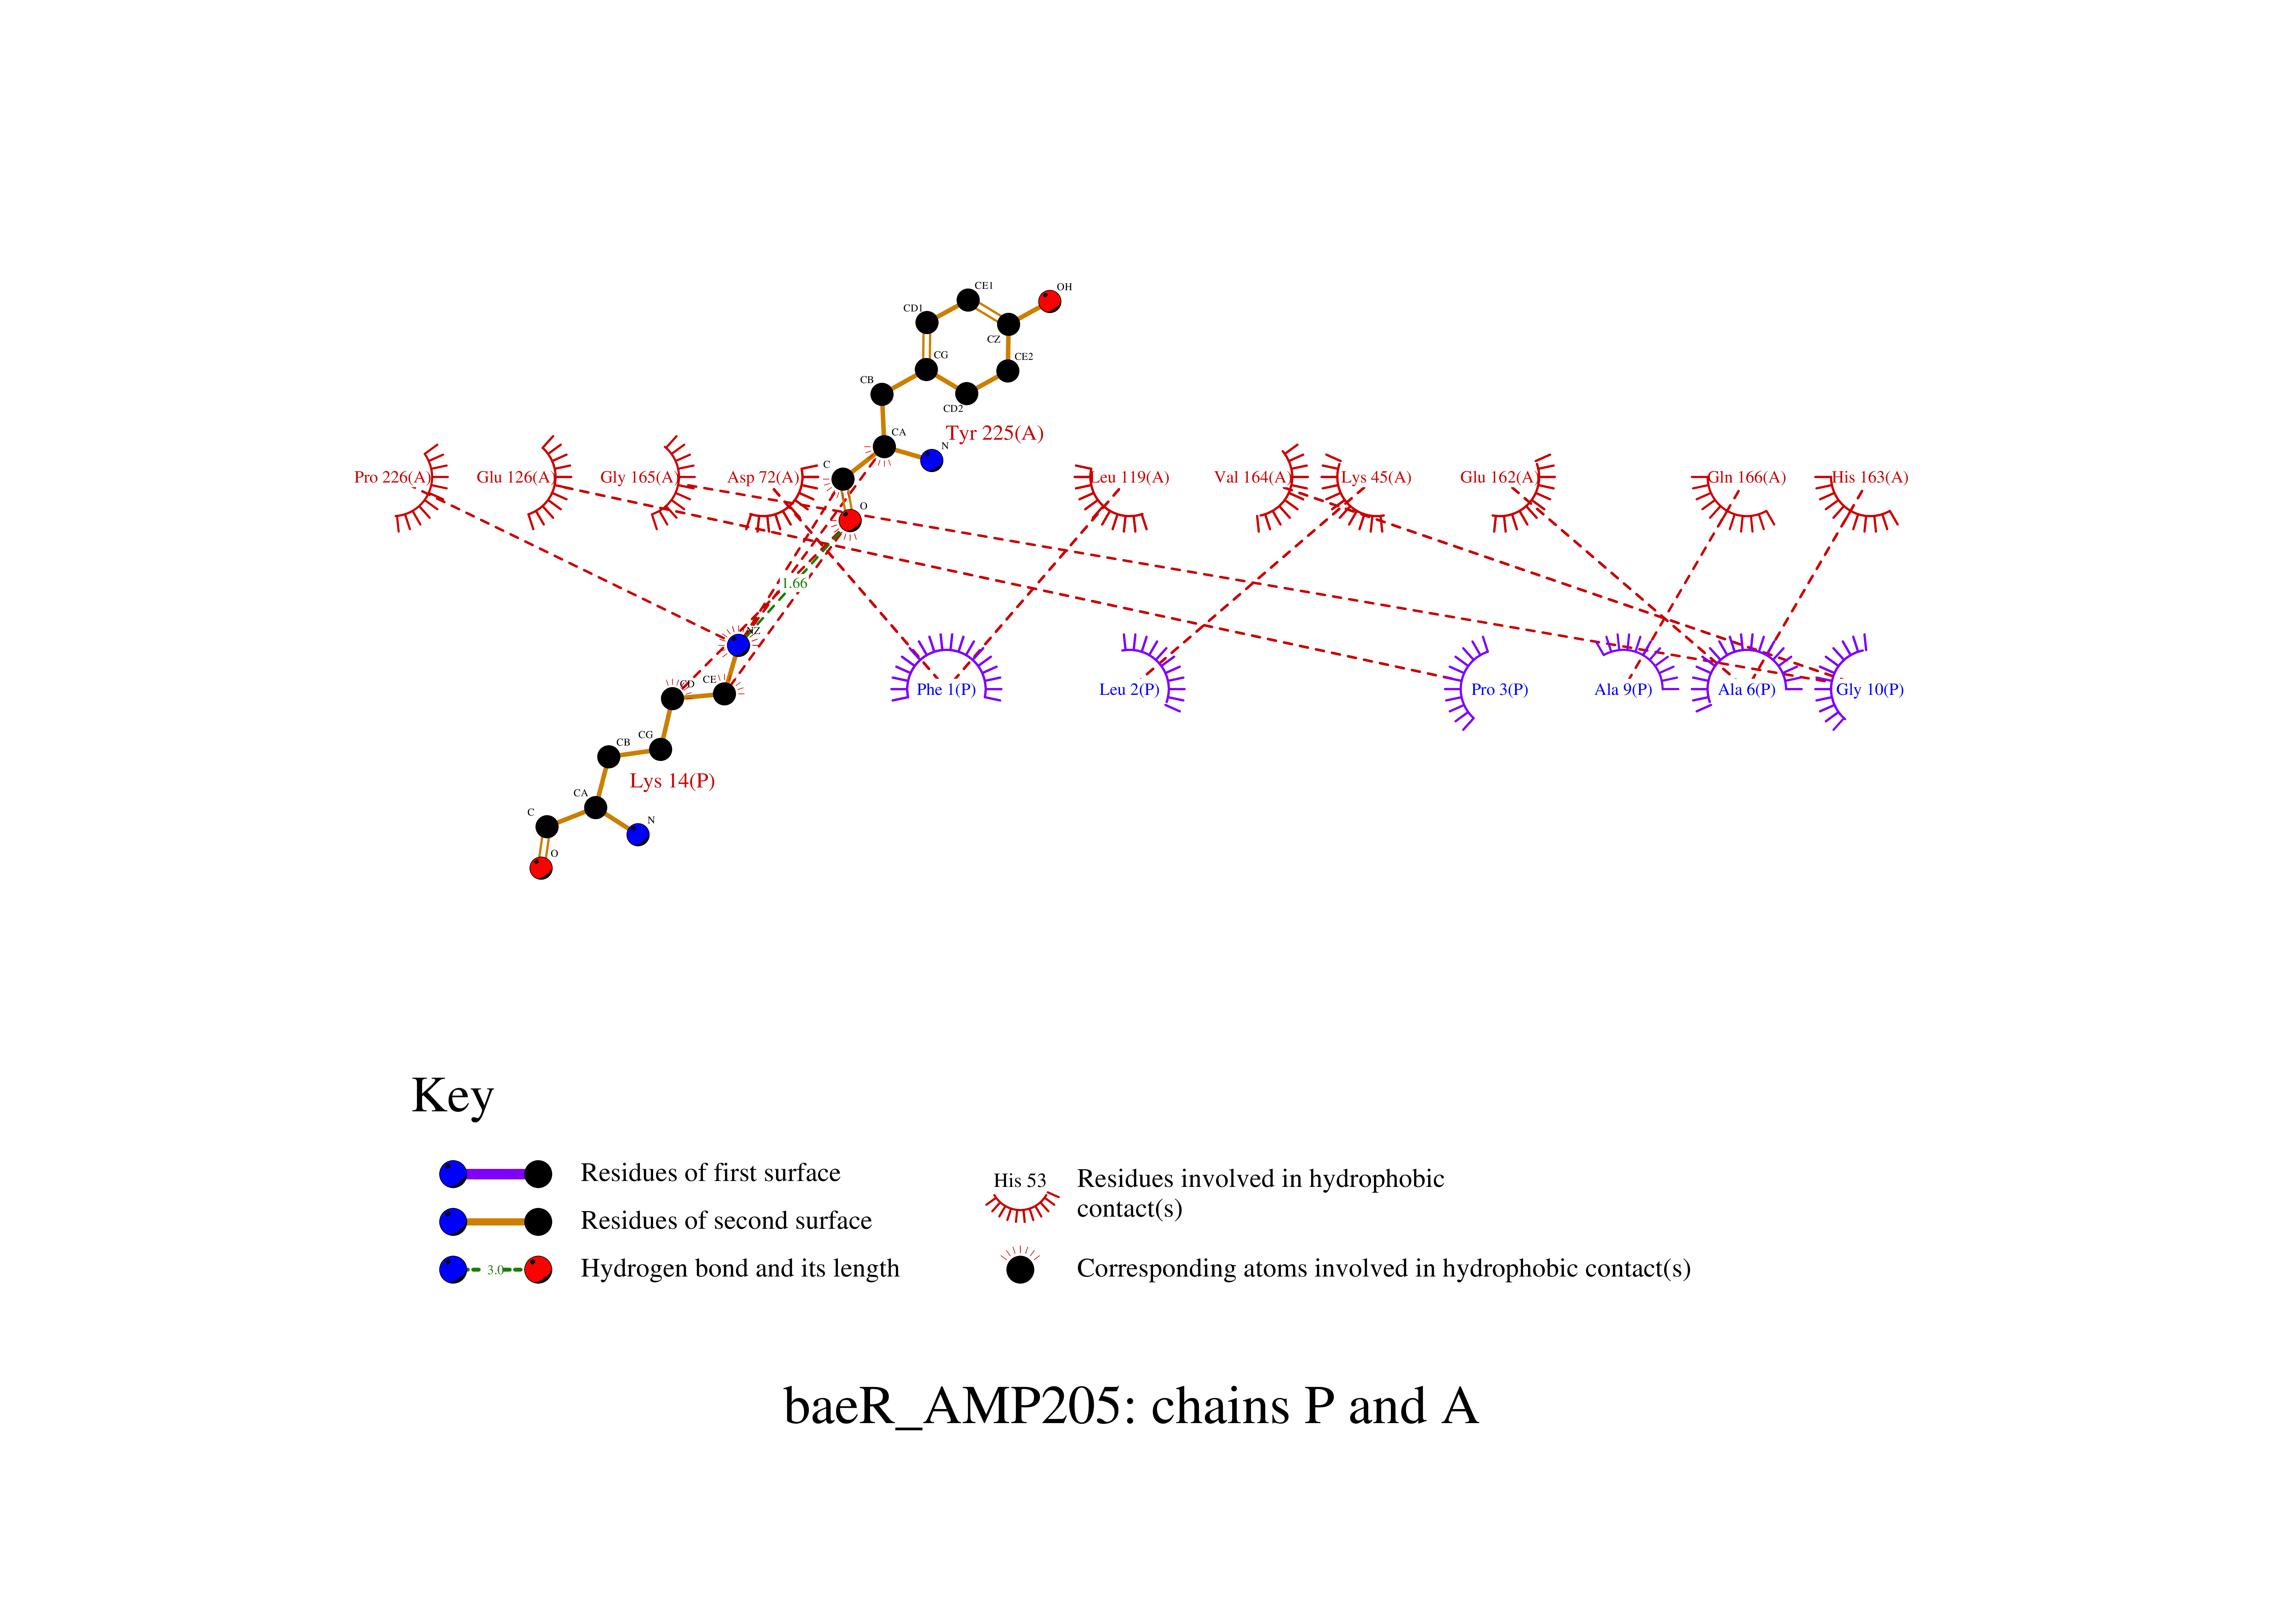 CE1
OH
CD1
CZ
CG
CE2
CB
CD2
CA
Tyr 225(A)
N
C
Pro 226(A)
Glu 126(A)
Gly 165(A)
Asp 72(A)
Leu 119(A)
Val 164(A)
Lys 45(A)
Glu 162(A)
Gln 166(A)
His 163(A)
O
1.66
NZ
CD
CE
Phe 1(P)
Leu 2(P)
Pro 3(P)
Ala 9(P)
Ala 6(P)
Gly 10(P)
CG
CB
Lys 14(P)
CA
C
N
O
Key
Residues of first surface
Residues of second surface
3.0
Hydrogen bond and its length
His 53
Residues involved in hydrophobic
contact(s)
Corresponding atoms involved in hydrophobic contact(s)
baeR_AMP205: chains P and A